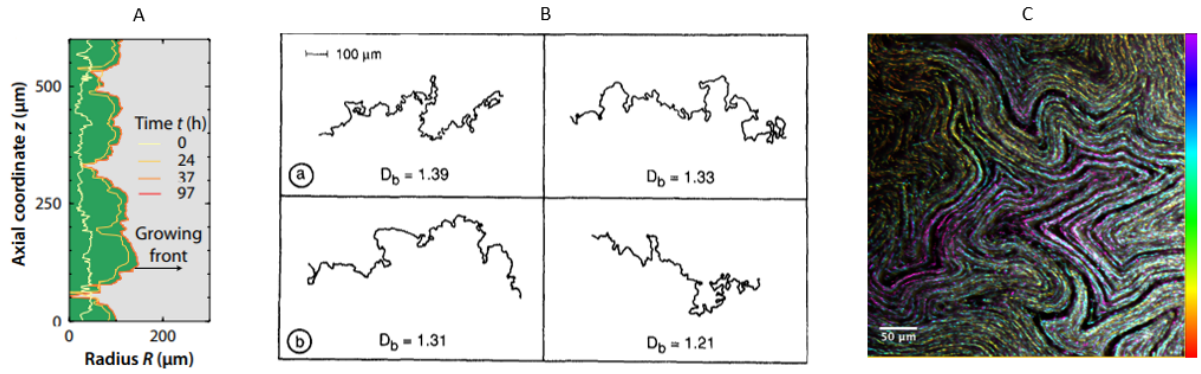 A
B
C
500
250
0
Axial coordinate z (µm)
Time t (h)
0
24
37
97
Growing
front
0
200
Radius R (µm)
100 µm
a
D_b = 1.39
D_b = 1.33
b
D_b = 1.31
D_b = 1.21
50 µm